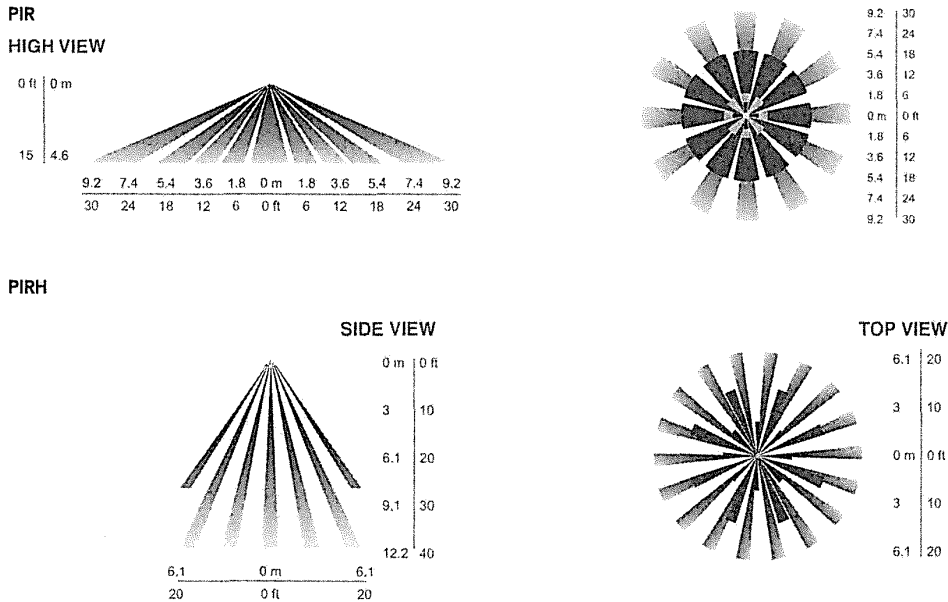 PIR
HIGH VIEW
0 ft 0 m
15 4.6
9.2 7.4 5.4 3.6 1.8 0 m 1.8 3.6 5.4 7.4 9.2
30 24 18 12 6 0 ft 6 12 18 24 30
9.2 30
7.4 24
5.4 18
3.6 12
1.8 6
0 m 0 ft
1.8 6
3.6 12
5.4 18
7.4 24
9.2 30
PIRH
SIDE VIEW
0 m 0 ft
3 10
6.1 20
9.1 30
12.2 40
6.1 0 m 6.1
20 0 ft 20
TOP VIEW
6.1 20
3 10
0 m 0 ft
3 10
6.1 20